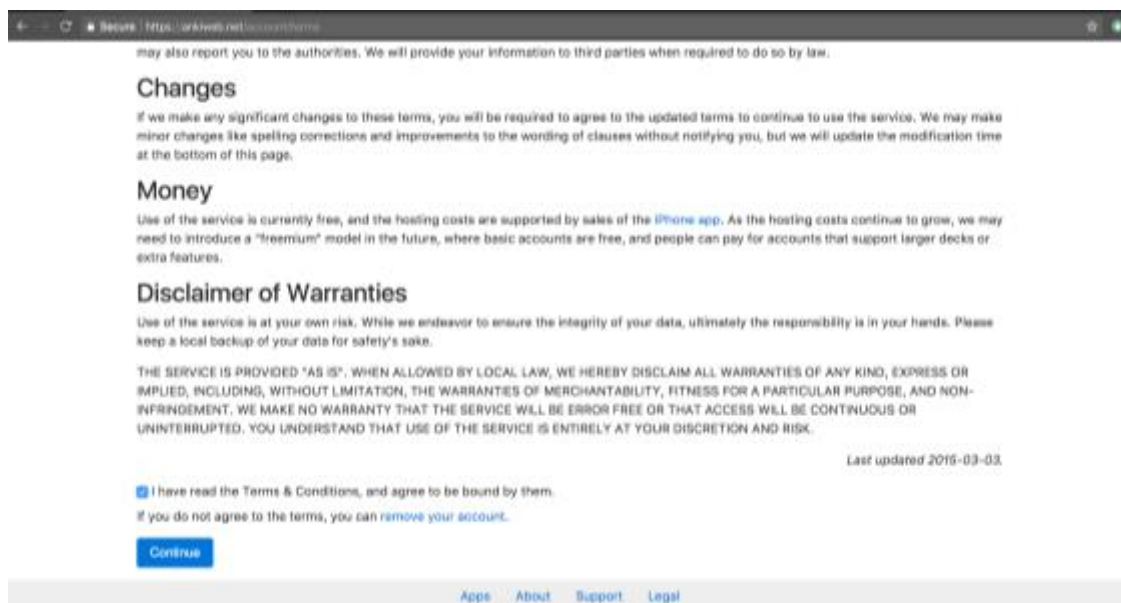 Secure https://ankiweb.net/account/terms
may also report you to the authorities. We will provide your information to third parties when required to do so by law.
Changes
If we make any significant changes to these terms, you will be required to agree to the updated terms to continue to use the service. We may make
minor changes like spelling corrections and improvements to the wording of clauses without notifying you, but we will update the modification time
at the bottom of this page.
Money
Use of the service is currently free, and the hosting costs are supported by sales of the iPhone app. As the hosting costs continue to grow, we may
need to introduce a "freemium" model in the future, where basic accounts are free, and people can pay for accounts that support larger decks or
extra features.
Disclaimer of Warranties
Use of the service is at your own risk. While we endeavor to ensure the integrity of your data, ultimately the responsibility is in your hands. Please
keep a local backup of your data for safety's sake.
THE SERVICE IS PROVIDED "AS IS". WHEN ALLOWED BY LOCAL LAW, WE HEREBY DISCLAIM ALL WARRANTIES OF ANY KIND, EXPRESS OR
IMPLIED, INCLUDING, WITHOUT LIMITATION, THE WARRANTIES OF MERCHANTABILITY, FITNESS FOR A PARTICULAR PURPOSE, AND NON-
INFRINGEMENT. WE MAKE NO WARRANTY THAT THE SERVICE WILL BE ERROR FREE OR THAT ACCESS WILL BE CONTINUOUS OR
UNINTERRUPTED. YOU UNDERSTAND THAT USE OF THE SERVICE IS ENTIRELY AT YOUR DISCRETION AND RISK.
Last updated 2015-03-03.
I have read the Terms & Conditions, and agree to be bound by them.
If you do not agree to the terms, you can remove your account.
Continue
Apps About Support Legal